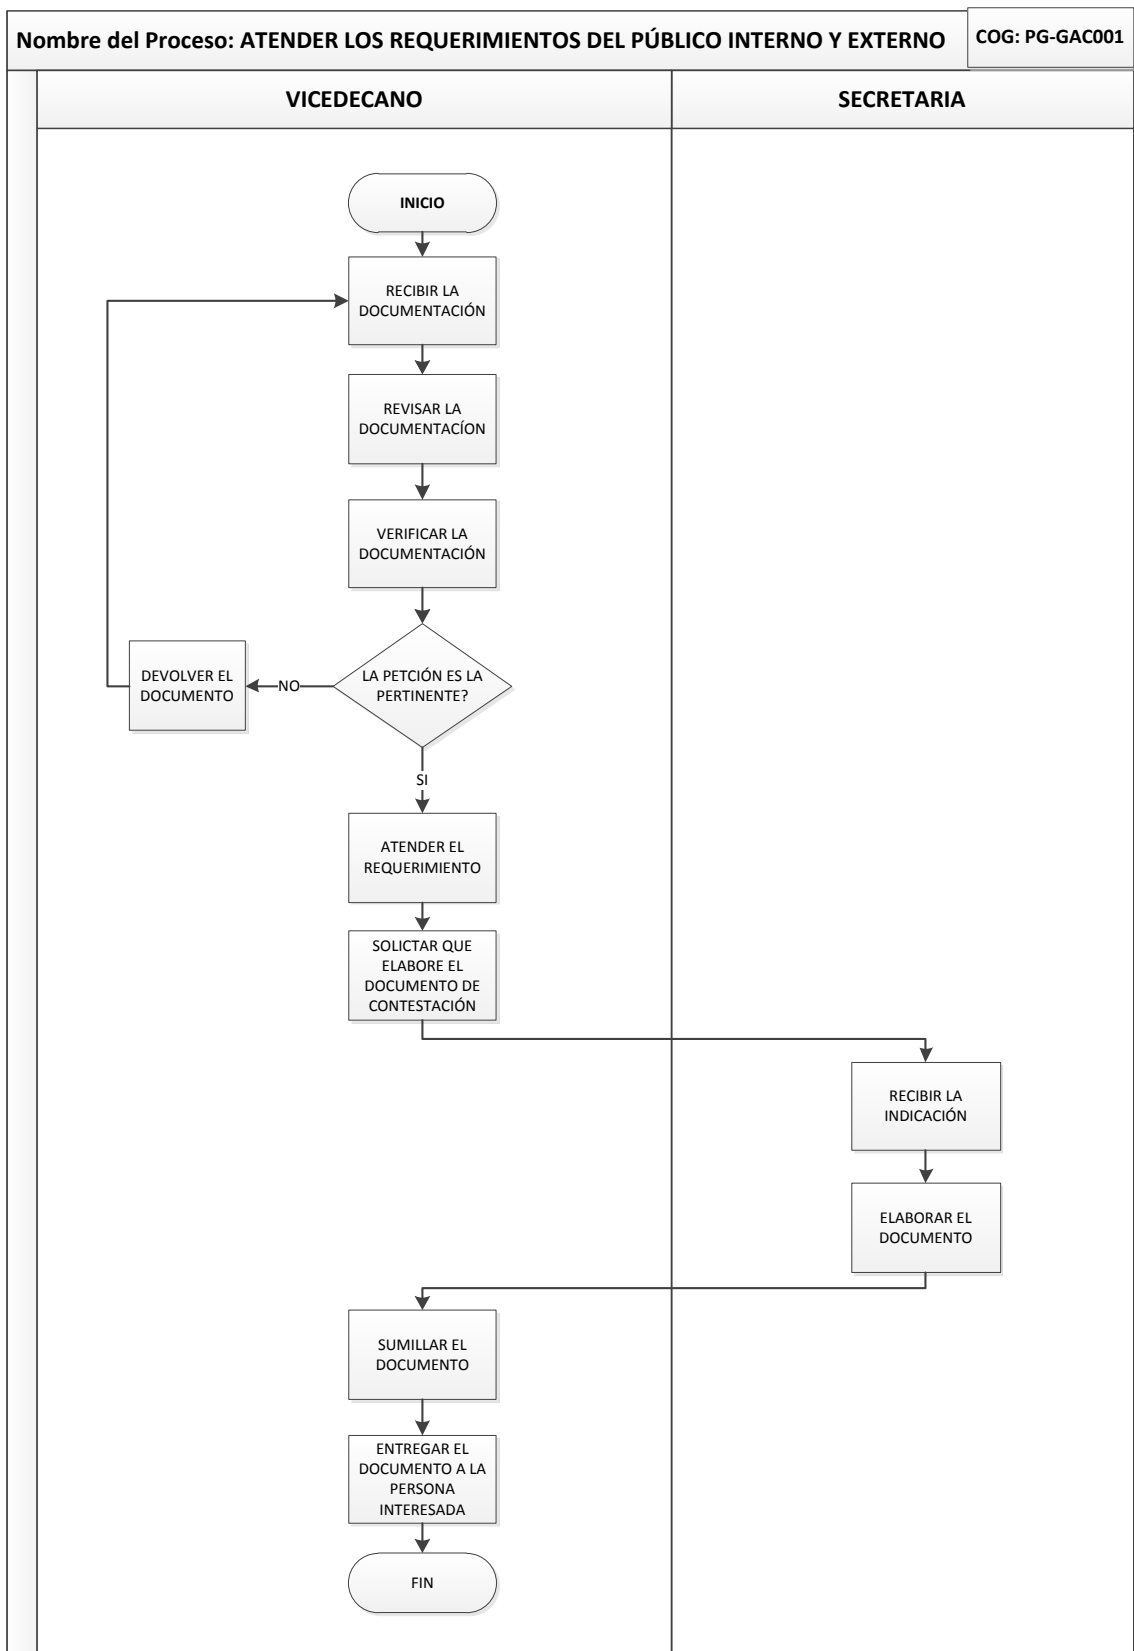 Nombre del Proceso: ATENDER LOS REQUERIMIENTOS DEL PÚBLICO INTERNO Y EXTERNO
COG: PG-GAC001
VICEDECANO
SECRETARIA
INICIO
RECIBIR LA
DOCUMENTACIÓN
REVISAR LA
DOCUMENTACÍON
VERIFICAR LA
DOCUMENTACIÓN
LA PETCIÓN ES LA
PERTINENTE?
NO
DEVOLVER EL
DOCUMENTO
SI
ATENDER EL
REQUERIMIENTO
SOLICTAR QUE
ELABORE EL
DOCUMENTO DE
CONTESTACIÓN
RECIBIR LA
INDICACIÓN
ELABORAR EL
DOCUMENTO
SUMILLAR EL
DOCUMENTO
ENTREGAR EL
DOCUMENTO A LA
PERSONA
INTERESADA
FIN